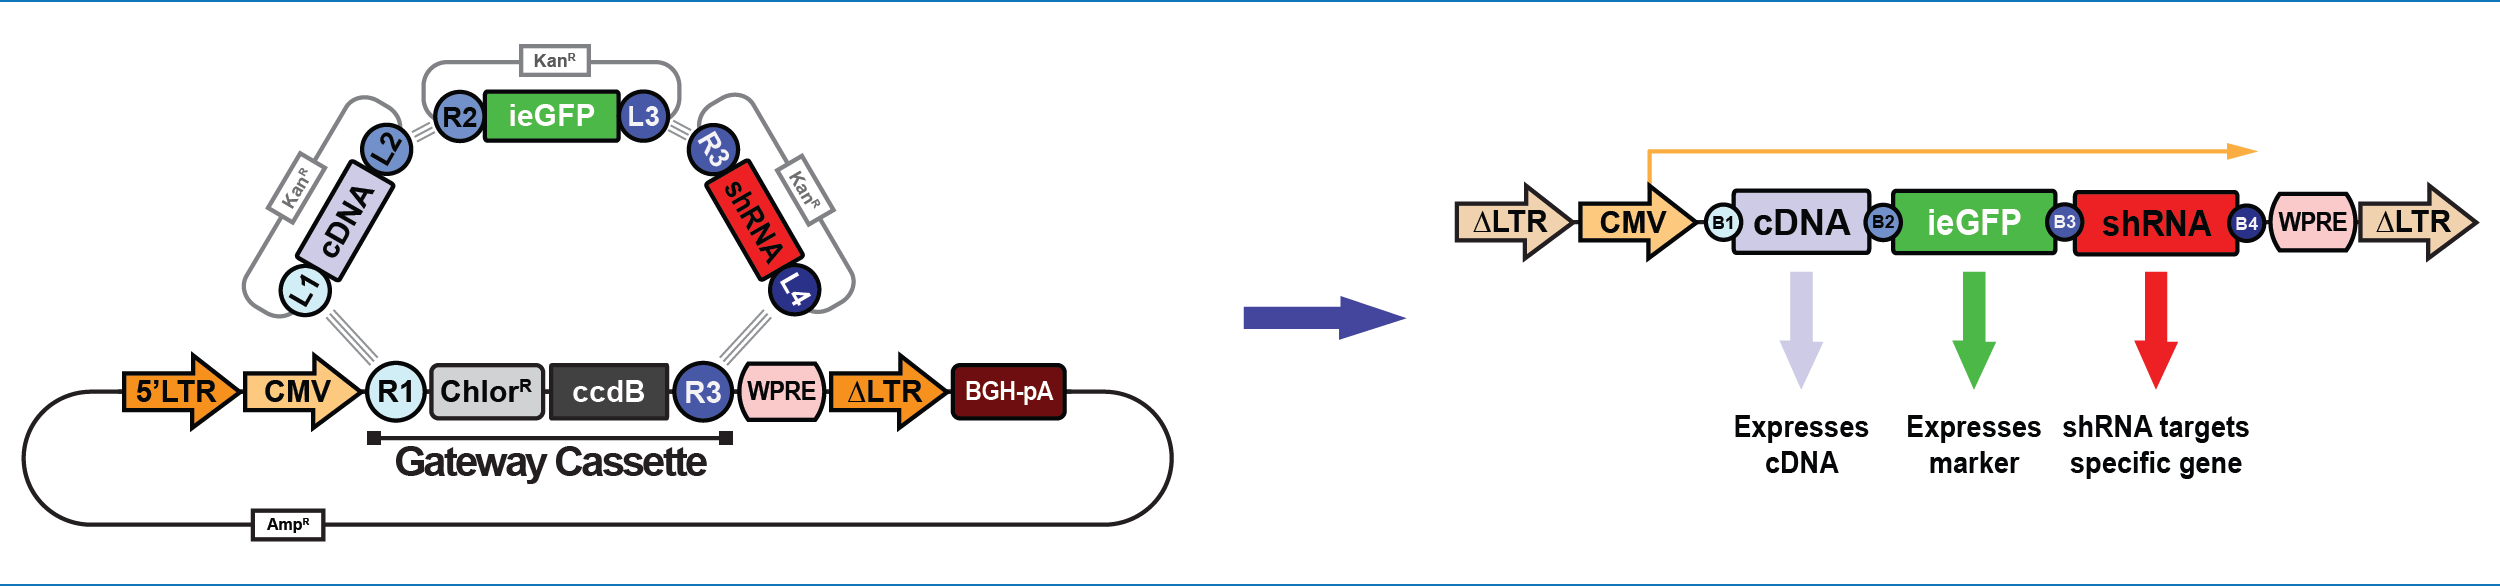 Kan^R
R2
ieGFP
L3
Kan^R
L2
cDNA
L1
R3
shRNA
L4
Kan^R
5'LTR
CMV
R1
Chlor^R
ccdB
R3
WPRE
ΔLTR
BGH-pA
Gateway Cassette
Amp^R
ΔLTR
CMV
B1
cDNA
B2
ieGFP
B3
shRNA
B4
WPRE
ΔLTR
Expresses
cDNA
Expresses
marker
shRNA targets
specific gene